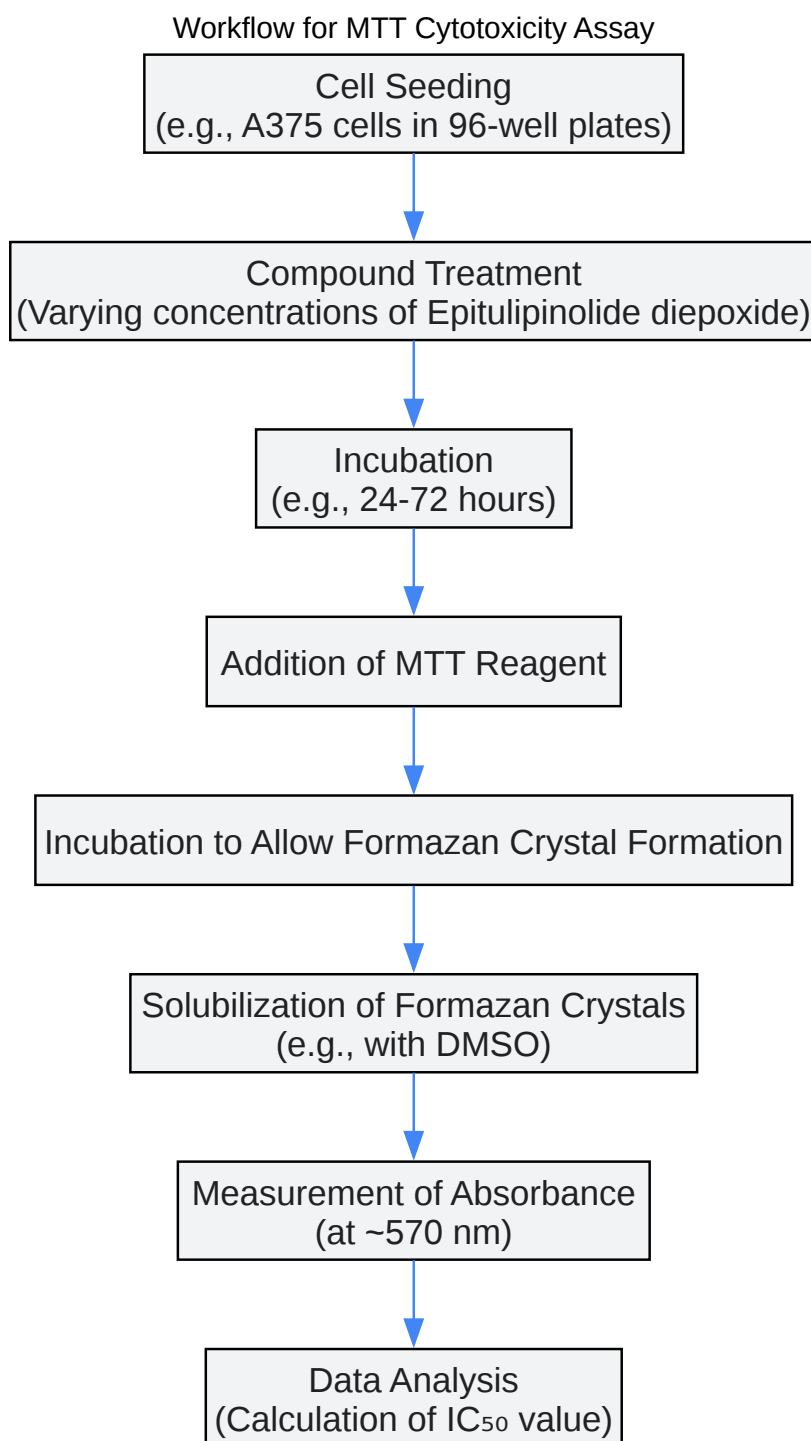 Workflow for MTT Cytotoxicity Assay
Cell Seeding
(e.g., A375 cells in 96-well plates)
Compound Treatment
(Varying concentrations of Epitulipinolide diepoxide)
Incubation
(e.g., 24-72 hours)
Addition of MTT Reagent
Incubation to Allow Formazan Crystal Formation
Solubilization of Formazan Crystals
(e.g., with DMSO)
Measurement of Absorbance
(at ~570 nm)
Data Analysis
(Calculation of IC₅₀ value)